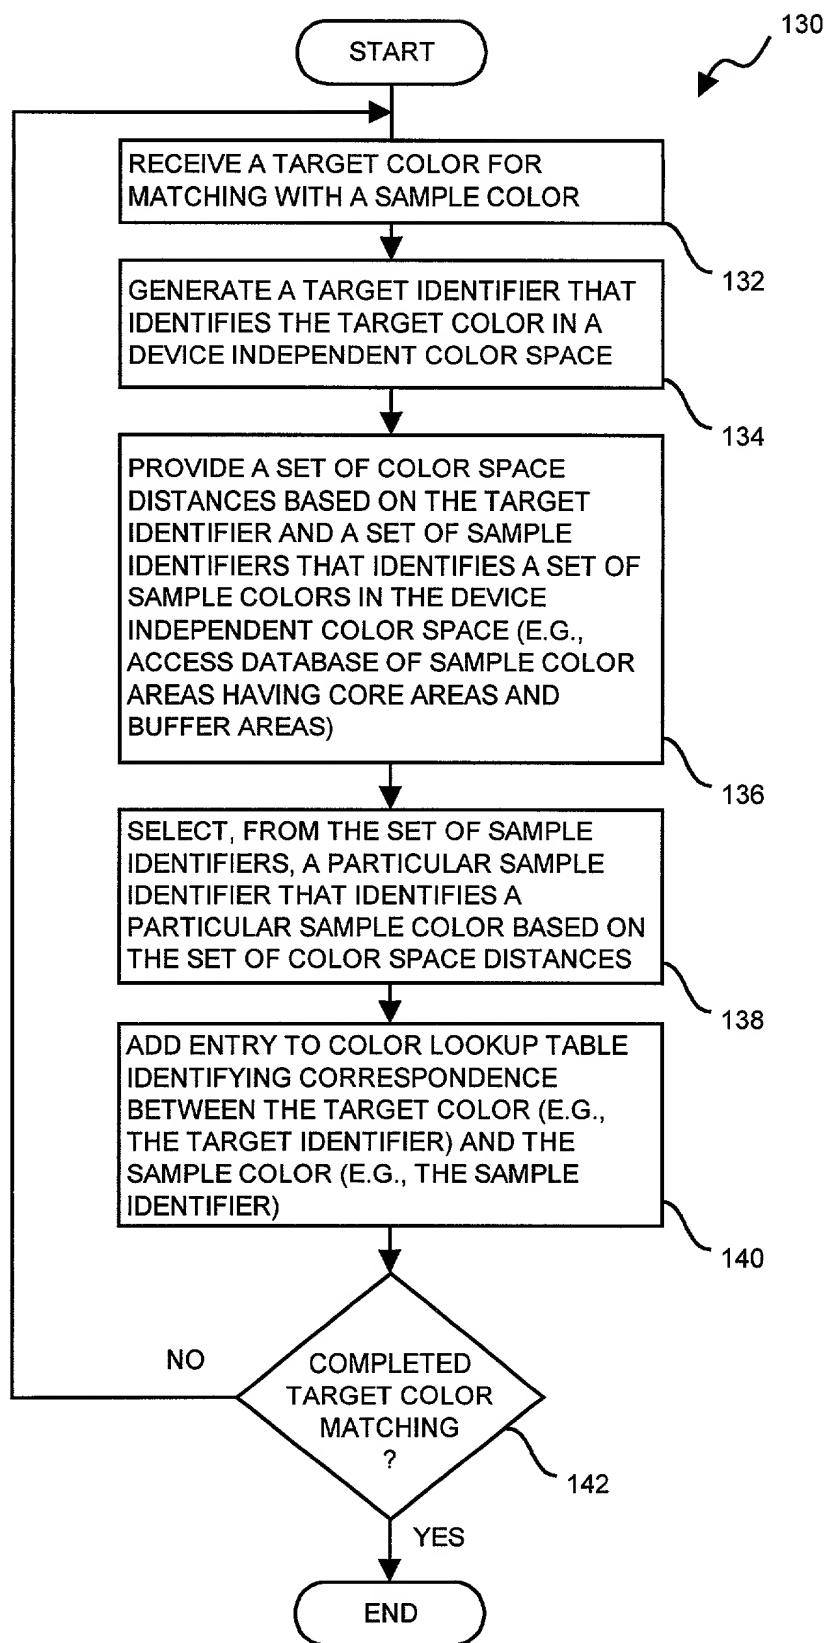 130
START
RECEIVE A TARGET COLOR FOR
MATCHING WITH A SAMPLE COLOR
132
GENERATE A TARGET IDENTIFIER THAT
IDENTIFIES THE TARGET COLOR IN A
DEVICE INDEPENDENT COLOR SPACE
134
PROVIDE A SET OF COLOR SPACE
DISTANCES BASED ON THE TARGET
IDENTIFIER AND A SET OF SAMPLE
IDENTIFIERS THAT IDENTIFIES A SET OF
SAMPLE COLORS IN THE DEVICE
INDEPENDENT COLOR SPACE (E.G.,
ACCESS DATABASE OF SAMPLE COLOR
AREAS HAVING CORE AREAS AND
BUFFER AREAS)
136
SELECT, FROM THE SET OF SAMPLE
IDENTIFIERS, A PARTICULAR SAMPLE
IDENTIFIER THAT IDENTIFIES A
PARTICULAR SAMPLE COLOR BASED ON
THE SET OF COLOR SPACE DISTANCES
138
ADD ENTRY TO COLOR LOOKUP TABLE
IDENTIFYING CORRESPONDENCE
BETWEEN THE TARGET COLOR (E.G.,
THE TARGET IDENTIFIER) AND THE
SAMPLE COLOR (E.G., THE SAMPLE
IDENTIFIER)
140
NO
COMPLETED
TARGET COLOR
MATCHING
?
142
YES
END